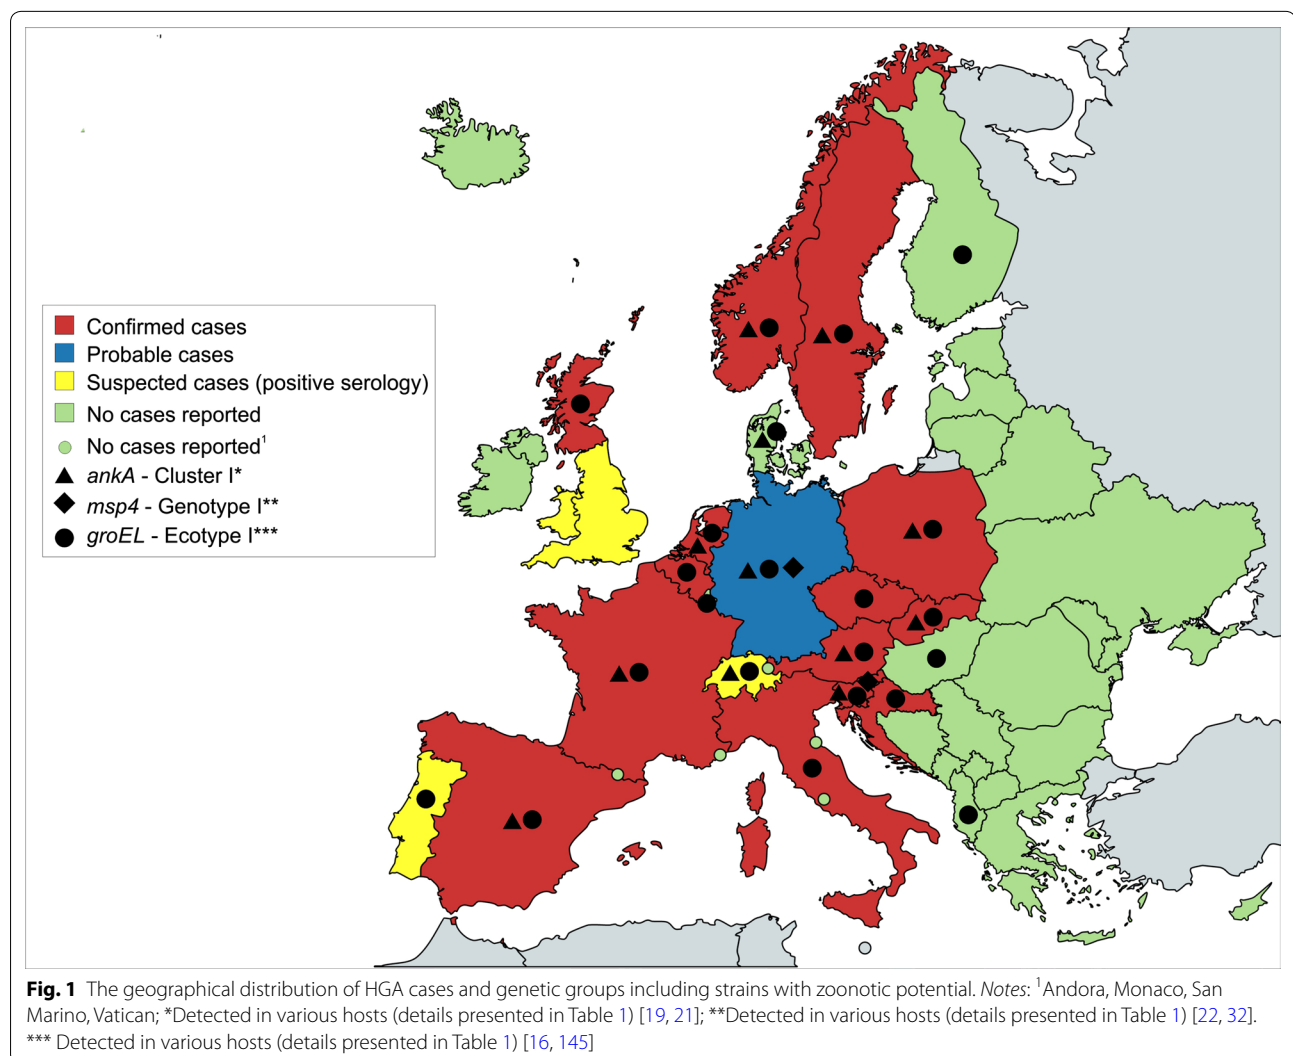 Confirmed cases
Probable cases
Suspected cases (positive serology)
No cases reported
No cases reported¹
ankA - Cluster I*
msp4 - Genotype I**
groEL - Ecotype I***
Fig. 1 The geographical distribution of HGA cases and genetic groups including strains with zoonotic potential. Notes: ¹Andora, Monaco, San
Marino, Vatican; *Detected in various hosts (details presented in Table 1) [19, 21]; **Detected in various hosts (details presented in Table 1) [22, 32].
*** Detected in various hosts (details presented in Table 1) [16, 145]